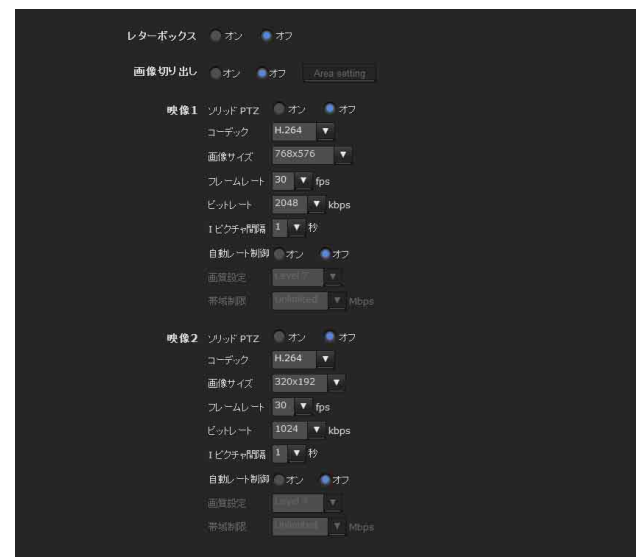 レターボックス オン オフ
画像切り出し オン オフ Area setting
映像1 ソリッド PTZ オン オフ
コーデック H.264
画像サイズ 768x576
フレームレート 30 fps
ビットレート 2048 kbps
I ピクチャ間隔 1 秒
自動レート制御 オン オフ
画質設定 Level
帯域制限 Unlimited Mbps
映像2 ソリッド PTZ オン オフ
コーデック H.264
画像サイズ 320x192
フレームレート 30 fps
ビットレート 1024 kbps
I ピクチャ間隔 1 秒
自動レート制御 オン オフ
画質設定 Level
帯域制限 Unlimited Mbps